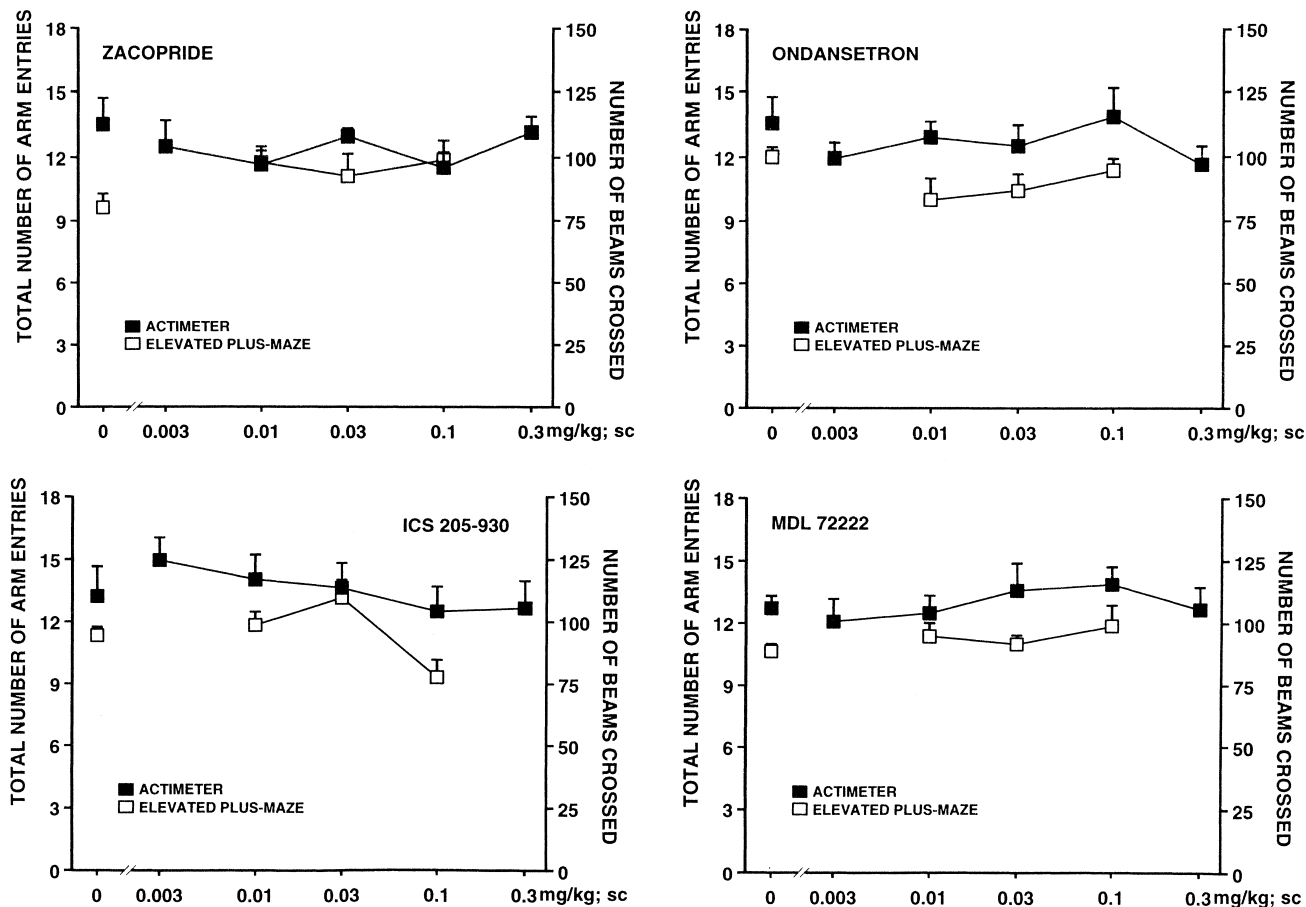 TOTAL NUMBER OF ARM ENTRIES
18
15
12
9
6
3
0
ZACOPRIDE
ACTIMETER
ELEVATED PLUS-MAZE
150
125
100
75
50
25
0
NUMBER OF BEAMS CROSSED
0 0.003 0.01 0.03 0.1 0.3mg/kg; sc
TOTAL NUMBER OF ARM ENTRIES
18
15
12
9
6
3
0
ONDANSETRON
ACTIMETER
ELEVATED PLUS-MAZE
150
125
100
75
50
25
0
NUMBER OF BEAMS CROSSED
0 0.003 0.01 0.03 0.1 0.3mg/kg; sc
TOTAL NUMBER OF ARM ENTRIES
18
15
12
9
6
3
0
ICS 205-930
ACTIMETER
ELEVATED PLUS-MAZE
150
125
100
75
50
25
0
NUMBER OF BEAMS CROSSED
0 0.003 0.01 0.03 0.1 0.3mg/kg; sc
TOTAL NUMBER OF ARM ENTRIES
18
15
12
9
6
3
0
MDL 72222
ACTIMETER
ELEVATED PLUS-MAZE
150
125
100
75
50
25
0
NUMBER OF BEAMS CROSSED
0 0.003 0.01 0.03 0.1 0.3mg/kg; sc